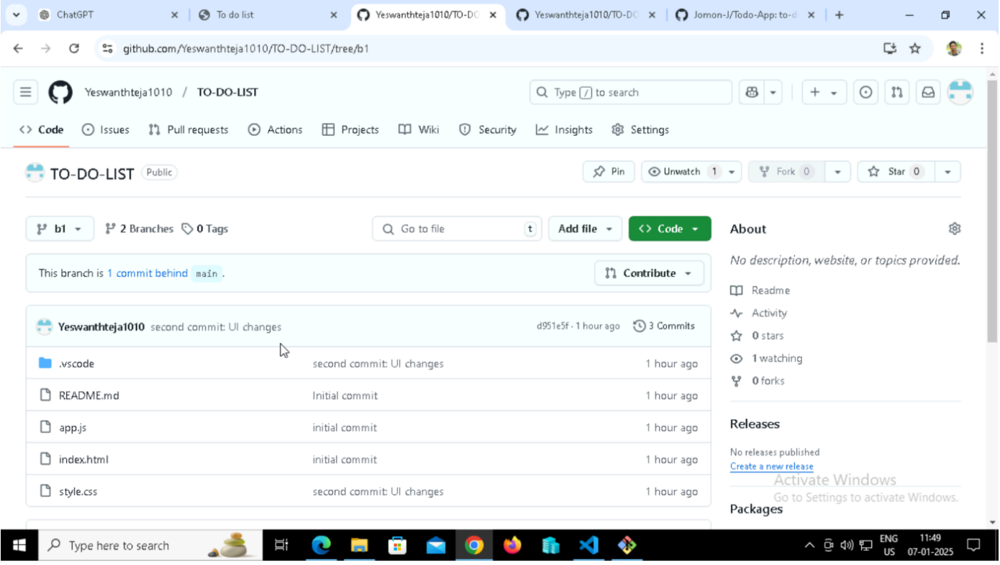 ChatGPT
To do list
Yeswanthteja1010/TO-DO
Yeswanthteja1010/TO-DO
Jomon-J/Todo-App: to-d
github.com/Yeswanthteja1010/TO-DO-LIST/tree/b1
Yeswanthteja1010 / TO-DO-LIST
Type / to search
Code Issues Pull requests Actions Projects Wiki Security Insights Settings
TO-DO-LIST Public
Pin Unwatch 1 Fork 0 Star 0
b1 2 Branches 0 Tags Go to file t Add file Code
About
No description, website, or topics provided.
This branch is 1 commit behind main .
Contribute
Readme
Activity
0 stars
1 watching
0 forks
Yeswanthteja1010 second commit: UI changes d951e5f · 1 hour ago 3 Commits
.vscode second commit: UI changes 1 hour ago
README.md Initial commit 1 hour ago
app.js initial commit 1 hour ago
index.html initial commit 1 hour ago
style.css second commit: UI changes 1 hour ago
Releases
No releases published
Create a new release
Activate Windows
Go to Settings to activate Windows.
Packages
Type here to search
ENG
US
11:49
07-01-2025